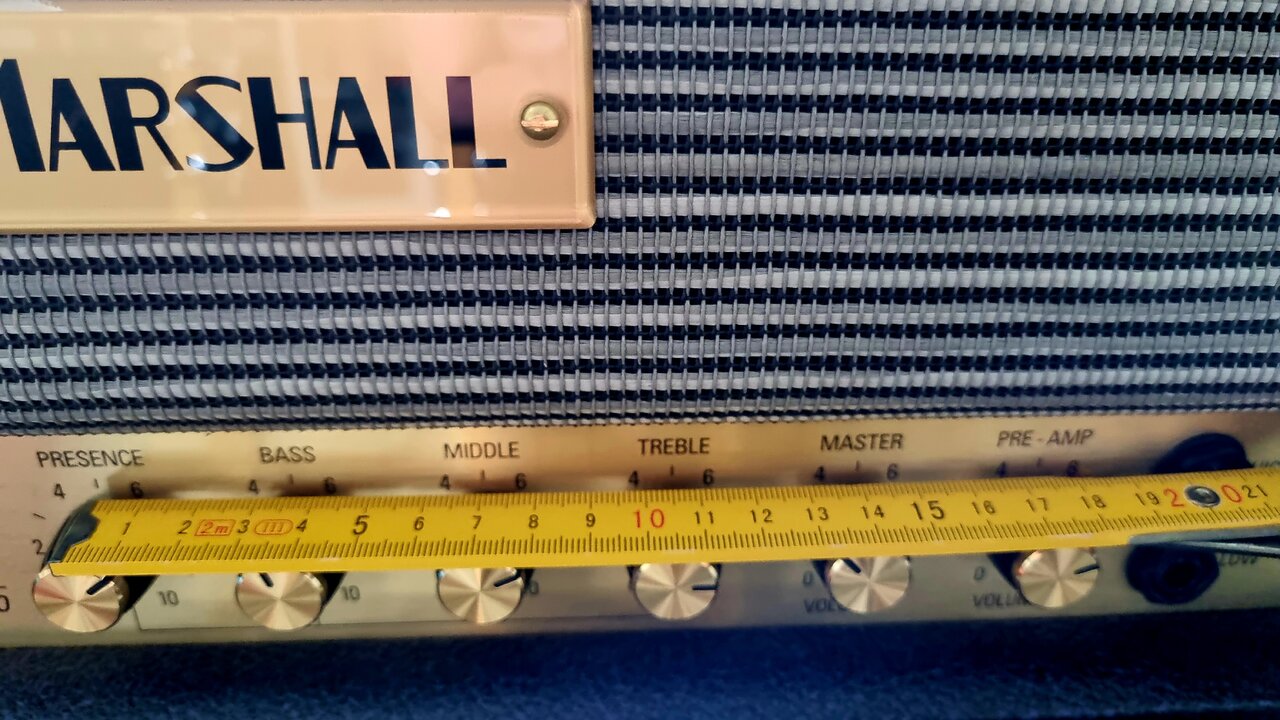 MARSHALL
PRESENCE BASS MIDDLE TREBLE MASTER PRE-AMP
4 6 4 6 4 6 4 6 4 6 4 6
2
1 2 2m 3 III 4 5 6 7 8 9 10 11 12 13 14 15 16 17 18 19 20 21
10 10 0 0